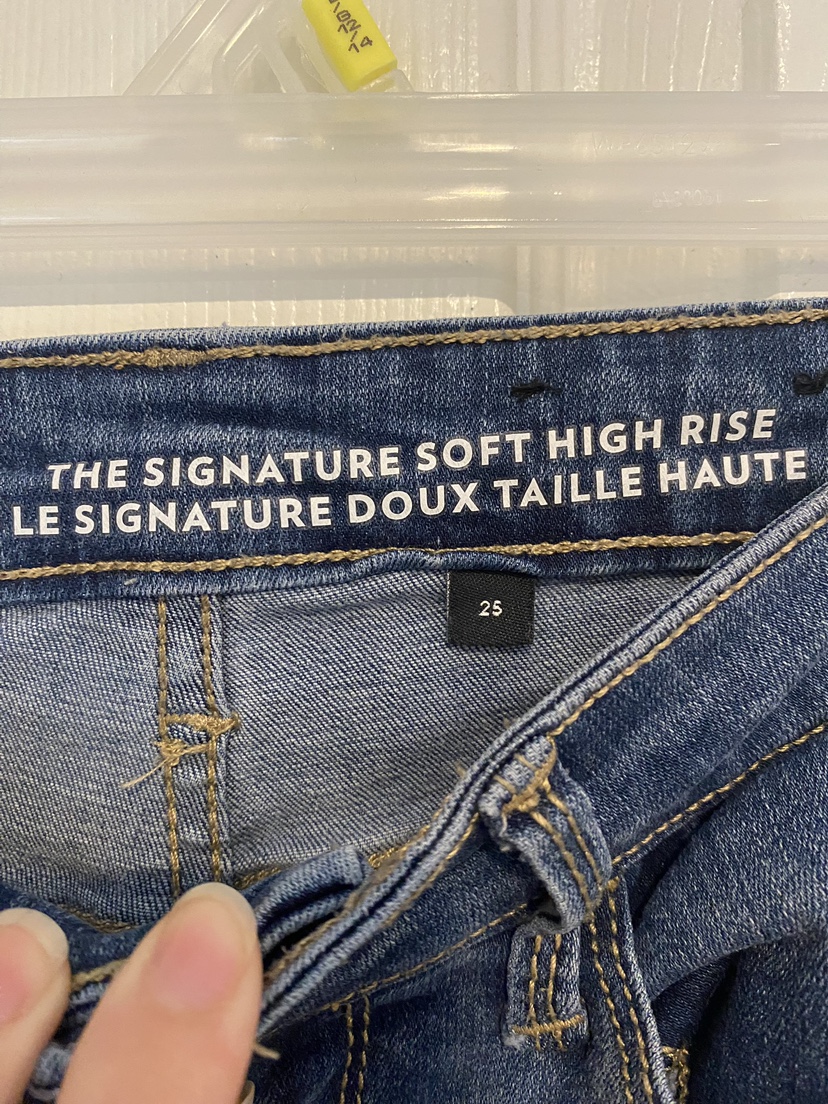 THE SIGNATURE SOFT HIGH RISE
LE SIGNATURE DOUX TAILLE HAUTE
25